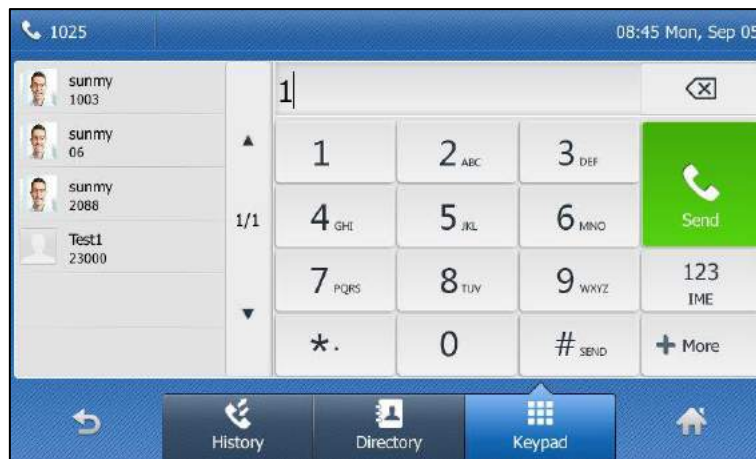 1025
08:45 Mon, Sep 05
sunmy
1003
sunmy
06
sunmy
2088
Test1
23000
1/1
1
1
2 ABC
3 DEF
Send
4 GHI
5 JKL
6 MNO
7 PQRS
8 TUV
9 WXYZ
123
IME
*.
0
# SEND
+ More
History
Directory
Keypad